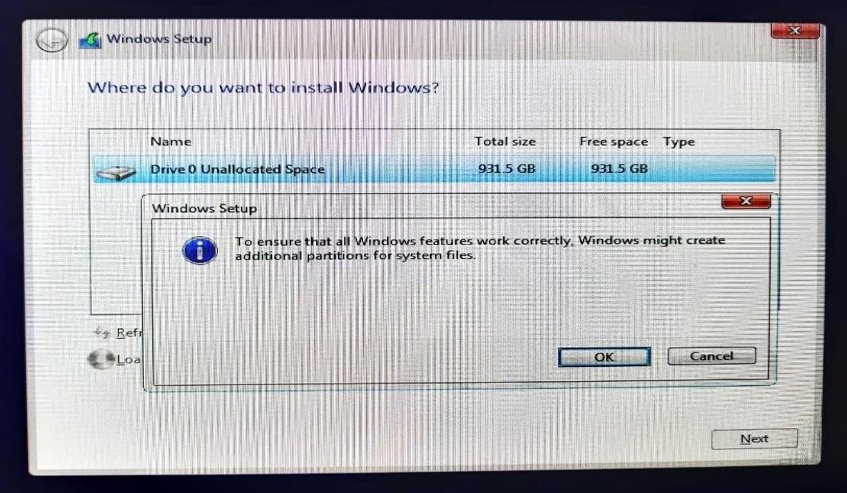 Windows Setup
Where do you want to install Windows?
Name Total size Free space Type
Drive 0 Unallocated Space 931.5 GB 931.5 GB
Windows Setup
To ensure that all Windows features work correctly, Windows might create
additional partitions for system files.
Refr
Loa
OK Cancel
Next